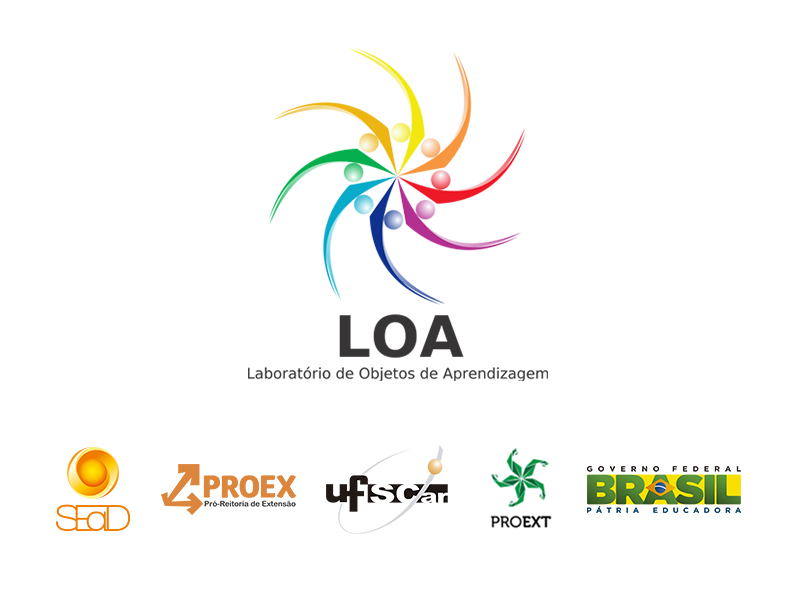 LOA
Laboratório de Objetos de Aprendizagem
SEaD
PROEX
Pró-Reitoria de Extensão
ufscar
PROEXT
GOVERNO FEDERAL
BRASIL
PÁTRIA EDUCADORA